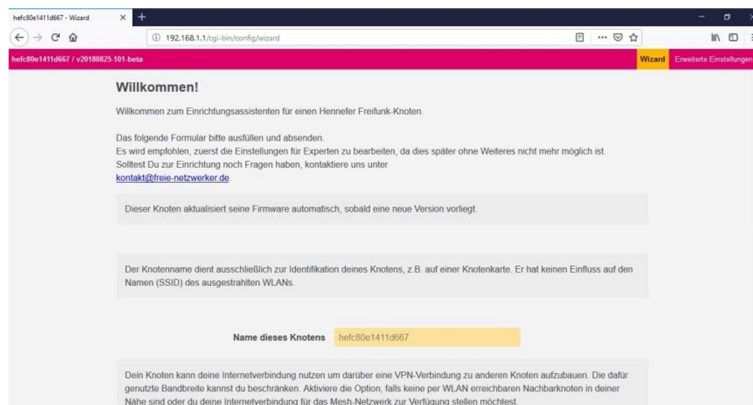 hefc80e1411d667 - Wizard
192.168.1.1/cgi-bin/config/wizard
hefc80e1411d667 / v20180825-101-beta
Wizard Erweiterte Einstellungen
Willkommen!
Willkommen zum Einrichtungsassistenten für einen Hennefer Freifunk-Knoten.
Das folgende Formular bitte ausfüllen und absenden.
Es wird empfohlen, zuerst die Einstellungen für Experten zu bearbeiten, da dies später ohne Weiteres nicht mehr möglich ist.
Solltest Du zur Einrichtung noch Fragen haben, kontaktiere uns unter
kontakt@freie-netzwerker.de.
Dieser Knoten aktualisiert seine Firmware automatisch, sobald eine neue Version vorliegt.
Der Knotenname dient ausschließlich zur Identifikation deines Knotens, z.B. auf einer Knotenkarte. Er hat keinen Einfluss auf den
Namen (SSID) des ausgestrahlten WLANs.
Name dieses Knotens hefc80e1411d667
Dein Knoten kann deine Internetverbindung nutzen um darüber eine VPN-Verbindung zu anderen Knoten aufzubauen. Die dafür
genutzte Bandbreite kannst du beschränken. Aktiviere die Option, falls keine per WLAN erreichbaren Nachbarknoten in deiner
Nähe sind oder du deine Internetverbindung für das Mesh-Netzwerk zur Verfügung stellen möchtest.